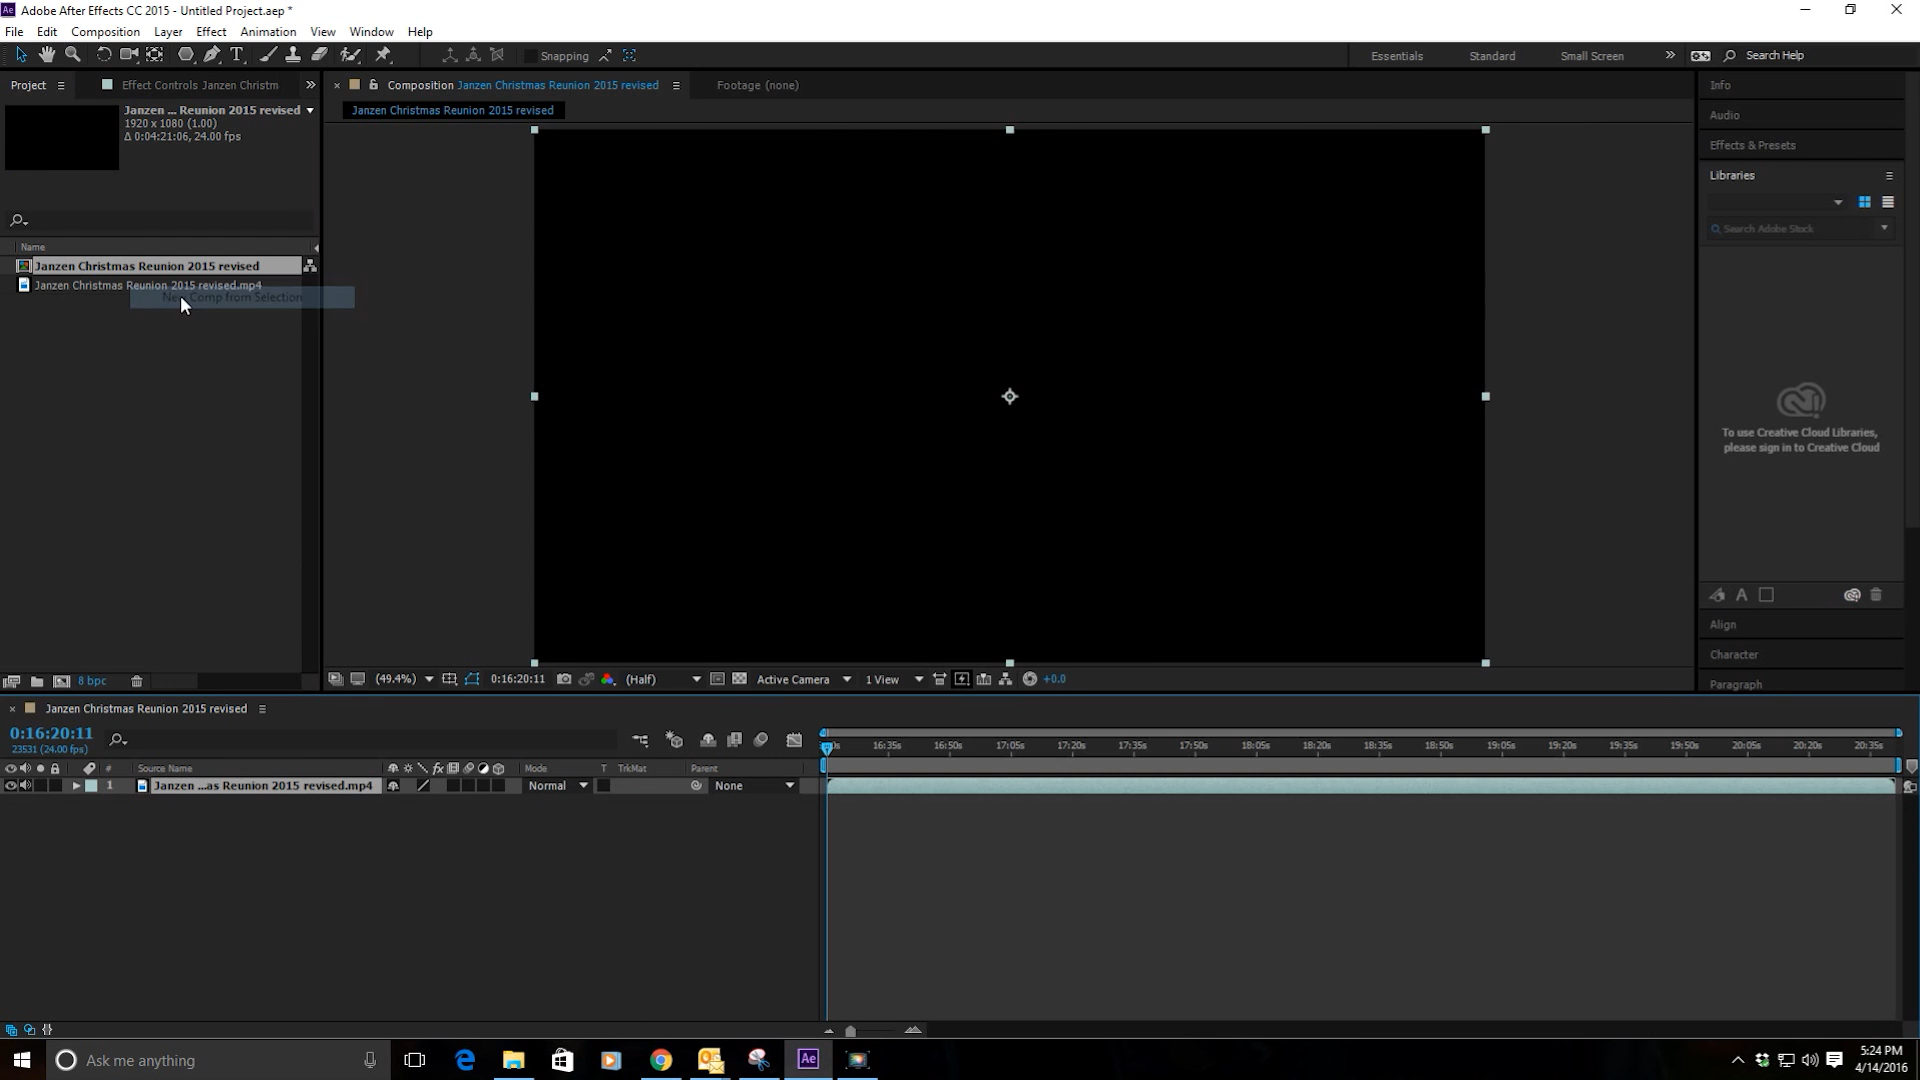 Ae Adobe After Effects CC 2015 - Untitled Project.aep *
File Edit Composition Layer Effect Animation View Window Help
Snapping
Essentials Standard Small Screen » Search Help
Project Effect Controls Janzen Christm »
× Composition Janzen Christmas Reunion 2015 revised Footage (none)
Info
Janzen ... Reunion 2015 revised
1920 x 1080 (1.00)
Δ 0:04:21:06, 24.00 fps
Janzen Christmas Reunion 2015 revised
Audio
Effects & Presets
Libraries
Search Adobe Stock
Name
Janzen Christmas Reunion 2015 revised
Janzen Christmas Reunion 2015 revised.mp4
New Comp from Selection
To use Creative Cloud Libraries,
please sign in to Creative Cloud
Align
Character
Paragraph
8 bpc
(49.4%) 0:16:20:11 (Half) Active Camera 1 View +0.0
× Janzen Christmas Reunion 2015 revised
0:16:20:11
23531 (24.00 fps)
16:35s 16:50s 17:05s 17:20s 17:35s 17:50s 18:05s 18:20s 18:35s 18:50s 19:05s 19:20s 19:35s 19:50s 20:05s 20:20s 20:35s
# Source Name fx Mode T TrkMat Parent
1 Janzen ...as Reunion 2015 revised.mp4 Normal None
Ask me anything
Ae
5:24 PM
4/14/2016